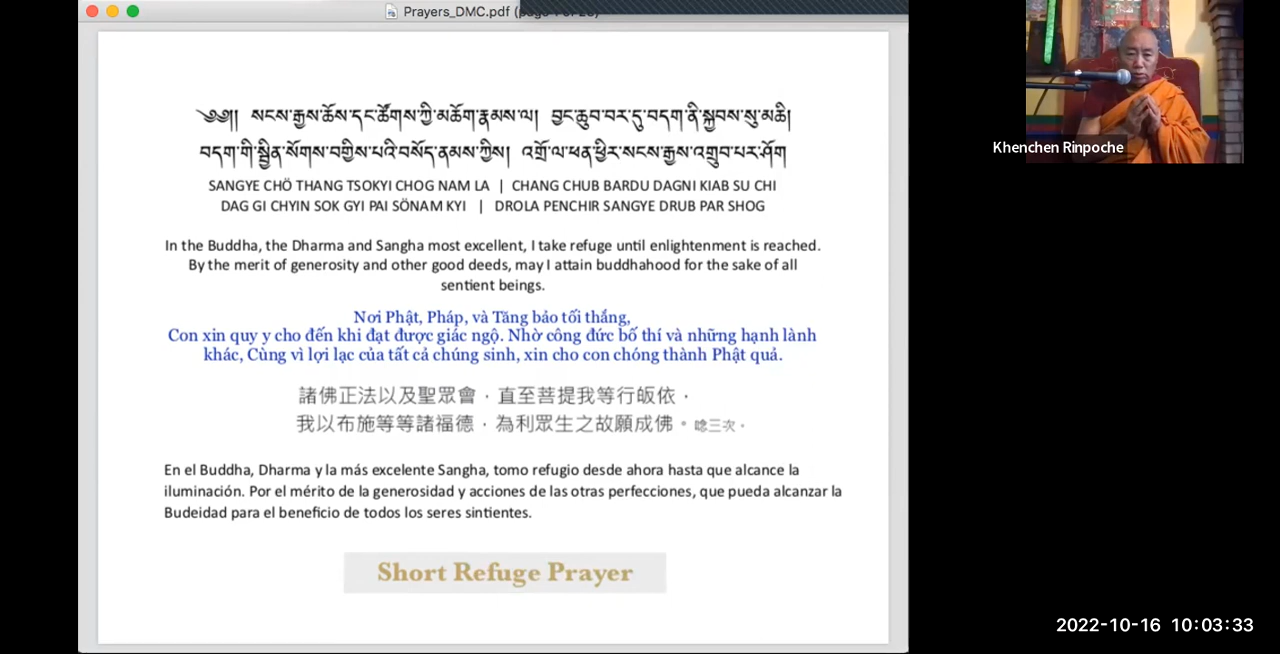 Prayers_DMC.pdf
༄༅།། སངས་རྒྱས་ཆོས་དང་ཚོགས་ཀྱི་མཆོག་རྣམས་ལ། བྱང་ཆུབ་བར་དུ་བདག་ནི་སྐྱབས་སུ་མཆི།
བདག་གི་སྦྱིན་སོགས་བགྱིས་པའི་བསོད་ནམས་ཀྱིས། འགྲོ་ལ་ཕན་ཕྱིར་སངས་རྒྱས་འགྲུབ་པར་ཤོག
SANGYE CHÖ THANG TSOKYI CHOG NAM LA | CHANG CHUB BARDU DAGNI KIAB SU CHI
DAG GI CHYIN SOK GYI PAI SÖNAM KYI | DROLA PENCHIR SANGYE DRUB PAR SHOG
In the Buddha, the Dharma and Sangha most excellent, I take refuge until enlightenment is reached.
By the merit of generosity and other good deeds, may I attain buddhahood for the sake of all
sentient beings.
Nơi Phật, Pháp, và Tăng bảo tối thắng,
Con xin quy y cho đến khi đạt được giác ngộ. Nhờ công đức bố thí và những hạnh lành
khác, Cùng vì lợi lạc của tất cả chúng sinh, xin cho con chóng thành Phật quả.
諸佛正法以及聖眾會，直至菩提我等行皈依，
我以布施等等諸福德，為利眾生之故願成佛。唸三次，
En el Buddha, Dharma y la más excelente Sangha, tomo refugio desde ahora hasta que alcance la
iluminación. Por el mérito de la generosidad y acciones de las otras perfecciones, que pueda alcanzar la
Budeidad para el beneficio de todos los seres sintientes.
Short Refuge Prayer
Khenchen Rinpoche
2022-10-16 10:03:33